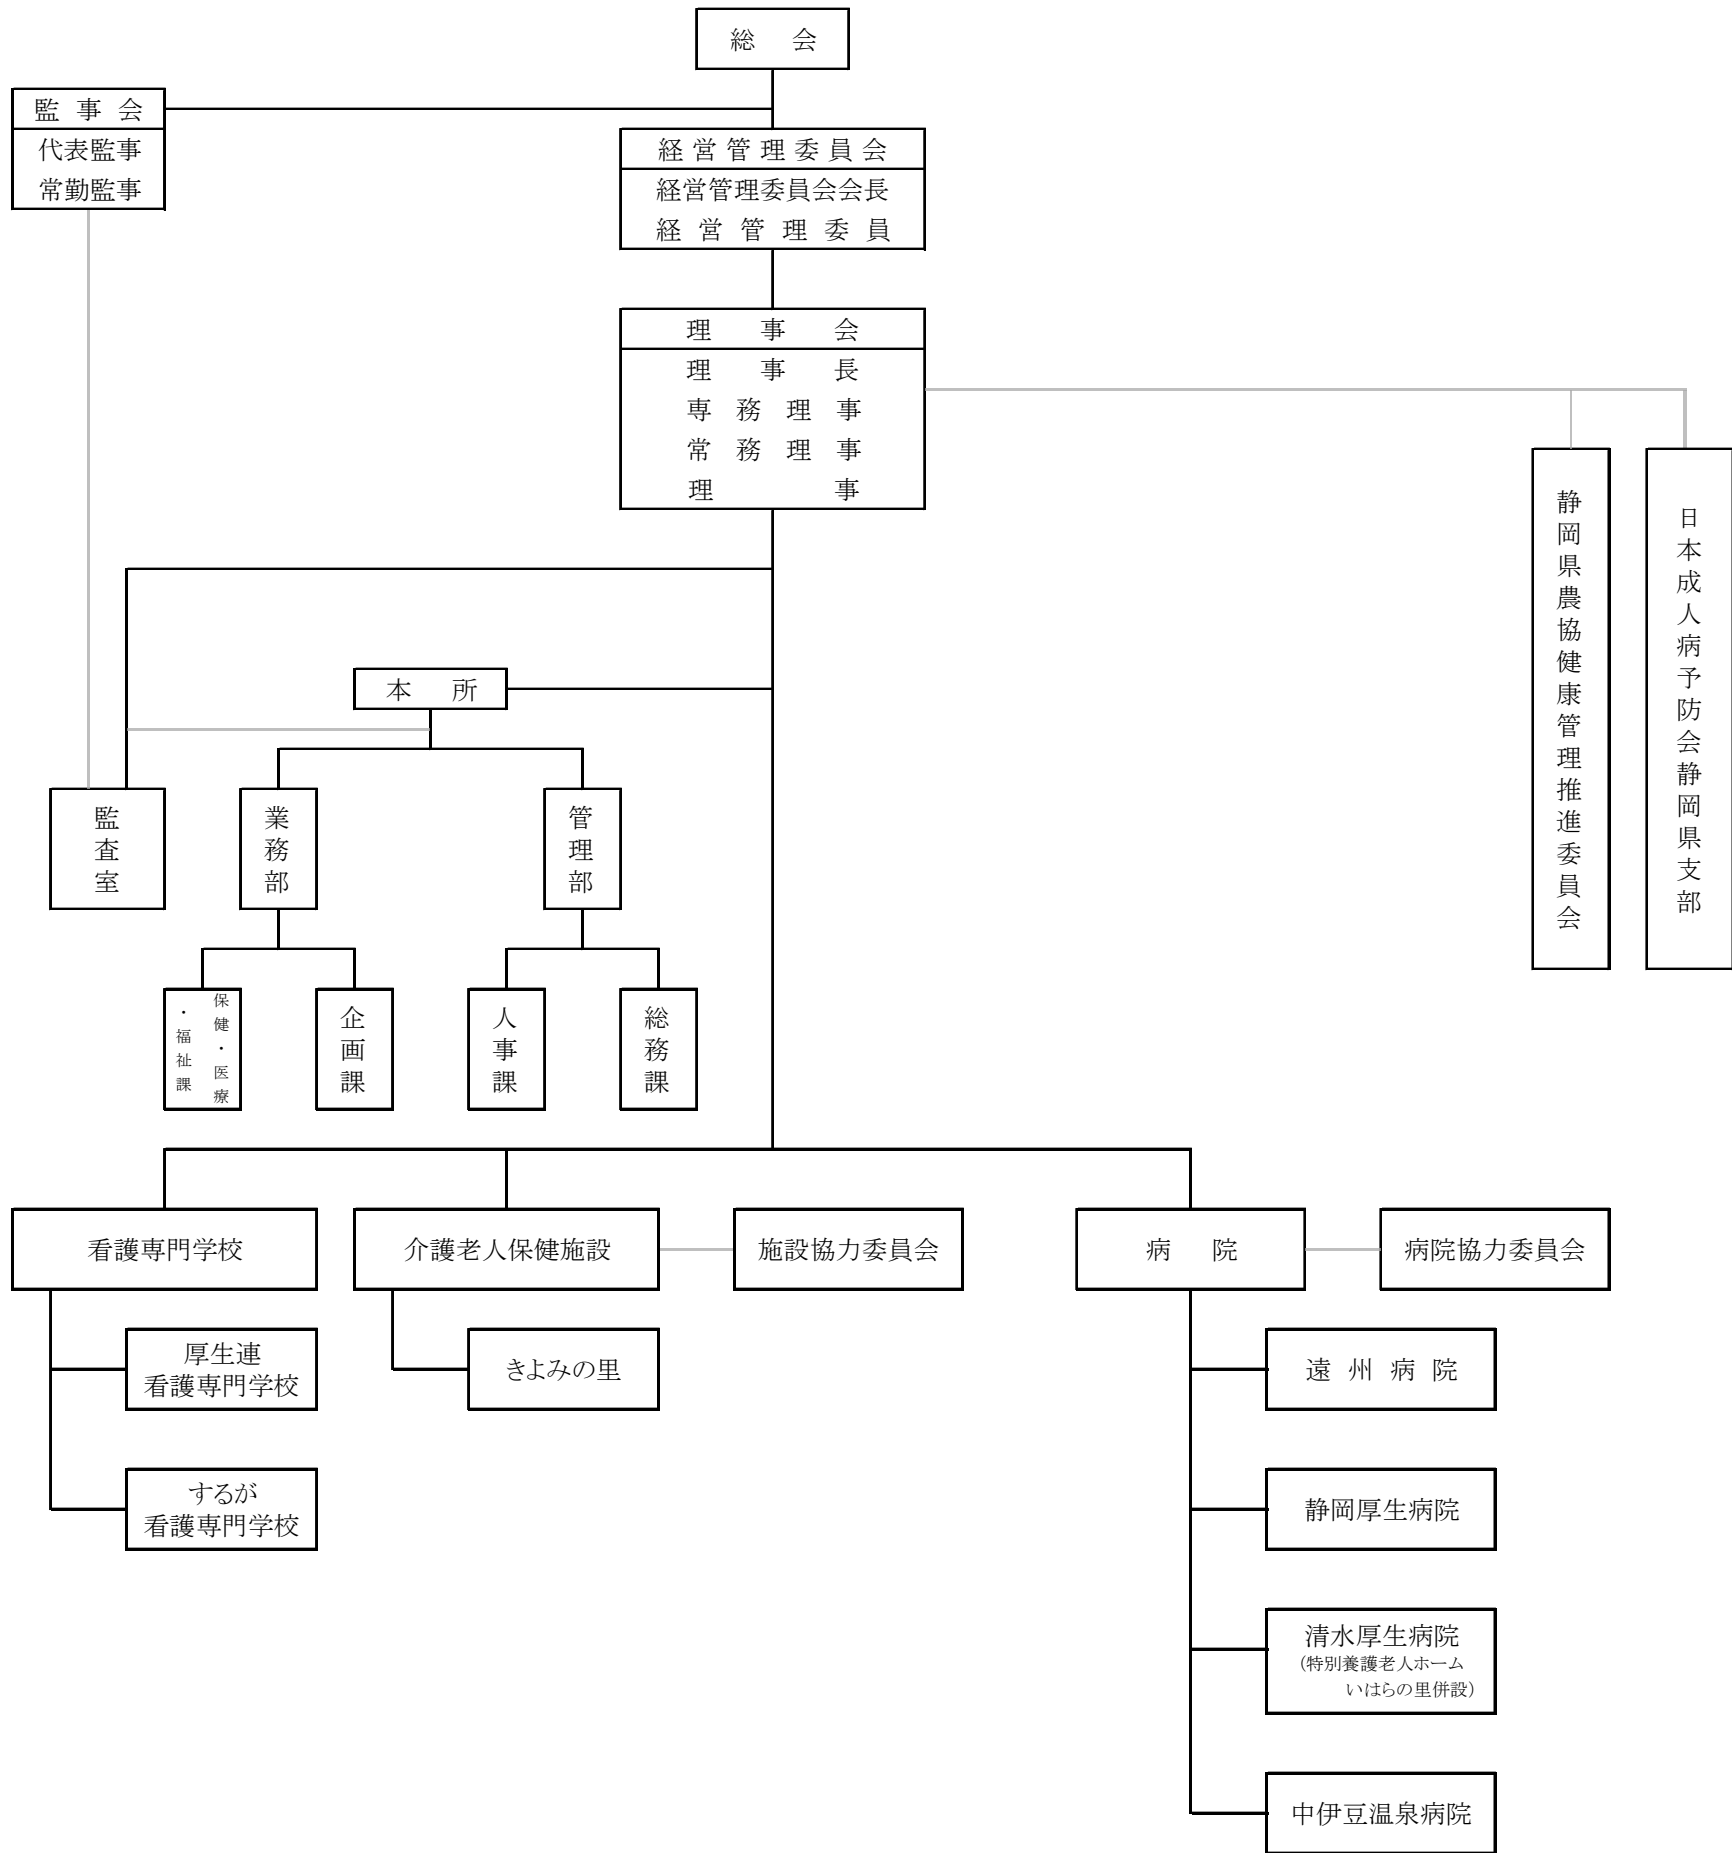 総 会
監 事 会
代表監事
常勤監事
経 営 管 理 委 員 会
経営管理委員会会長
経 営 管 理 委 員
理 事 会
理 事 長
専 務 理 事
常 務 理 事
理 事
静岡県農協健康管理推進委員会
日本成人病予防会静岡県支部
本 所
監査室
業務部
管理部
保健・医療
・福祉課
企画課
人事課
総務課
看護専門学校
介護老人保健施設
施設協力委員会
病 院
病院協力委員会
厚生連
看護専門学校
きよみの里
遠 州 病 院
するが
看護専門学校
静岡厚生病院
清水厚生病院
（特別養護老人ホーム
いはらの里併設）
中伊豆温泉病院